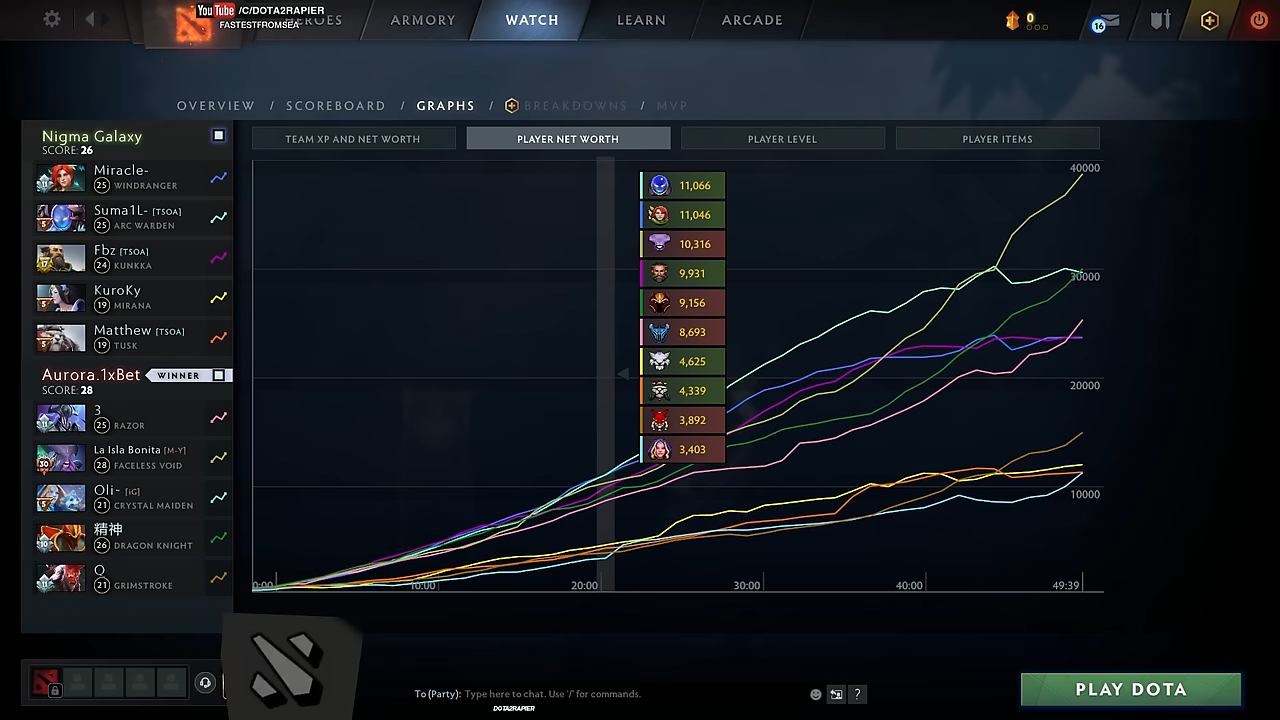 YouTube /C/DOTA2RAPIER
FASTESTFROMSEA
HEROES
ARMORY
WATCH
LEARN
ARCADE
0
16
OVERVIEW / SCOREBOARD / GRAPHS / BREAKDOWNS / MVP
TEAM XP AND NET WORTH
PLAYER NET WORTH
PLAYER LEVEL
PLAYER ITEMS
Nigma Galaxy
SCORE: 26
Miracle-
25 WINDRANGER
Suma1L- [TSOA]
25 ARC WARDEN
Fbz [TSOA]
24 KUNKKA
KuroKy
19 MIRANA
Matthew [TSOA]
19 TUSK
Aurora.1xBet WINNER
SCORE: 28
3
25 RAZOR
La Isla Bonita [M-Y]
28 FACELESS VOID
Oli- [iG]
21 CRYSTAL MAIDEN
精神
26 DRAGON KNIGHT
Q
21 GRIMSTROKE
11,066
11,046
10,316
9,931
9,156
8,693
4,625
4,339
3,892
3,403
40000
30000
20000
10000
0:00
10:00
20:00
30:00
40:00
49:39
To (Party): Type here to chat. Use '/' for commands.
?
DOTA2RAPIER
PLAY DOTA